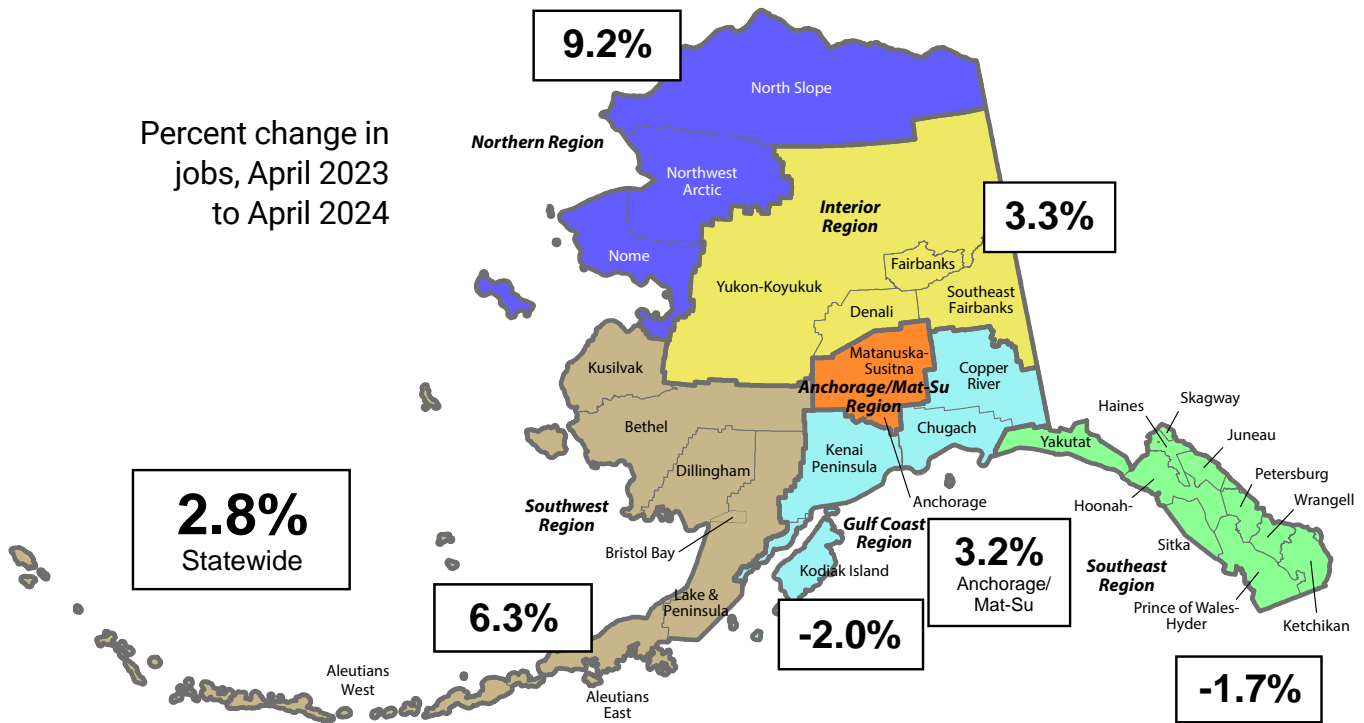 9.2%
North Slope
Percent change in
jobs, April 2023
to April 2024
Northern Region
Northwest
Arctic
Interior
Region
3.3%
Nome
Fairbanks
Yukon-Koyukuk
Southeast
Fairbanks
Denali
Kusilvak
Matanuska-
Susitna
Copper
River
Anchorage/Mat-Su
Region
Skagway
Haines
Bethel
Chugach
Yakutat
Juneau
Kenai
Peninsula
Dillingham
Petersburg
2.8%
Statewide
Southwest
Region
Anchorage
Hoonah-
Wrangell
Gulf Coast
Region
Bristol Bay
3.2%
Anchorage/
Mat-Su
Sitka
Southeast
Region
Kodiak Island
Lake &
Peninsula
6.3%
-2.0%
Prince of Wales-
Hyder
Ketchikan
Aleutians
West
Aleutians
East
-1.7%